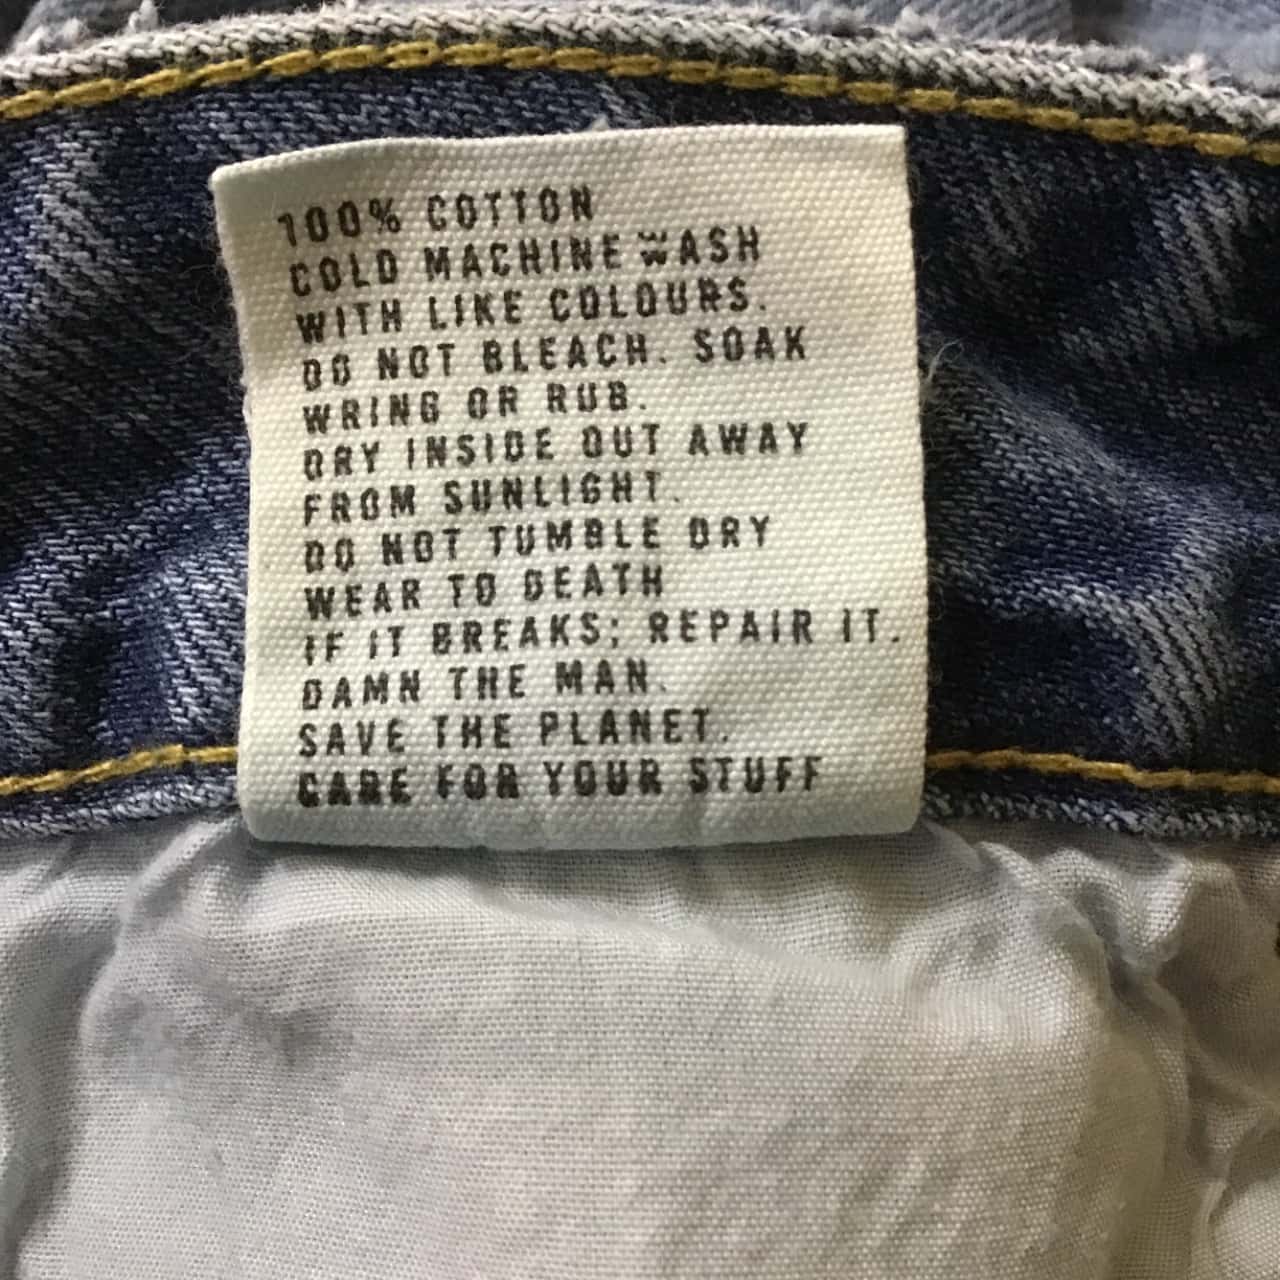 100% COTTON
COLD MACHINE WASH
WITH LIKE COLOURS.
DO NOT BLEACH. SOAK
WRING OR RUB.
DRY INSIDE OUT AWAY
FROM SUNLIGHT.
DO NOT TUMBLE DRY
WEAR TO DEATH
IF IT BREAKS; REPAIR IT.
DAMN THE MAN.
SAVE THE PLANET.
CARE FOR YOUR STUFF